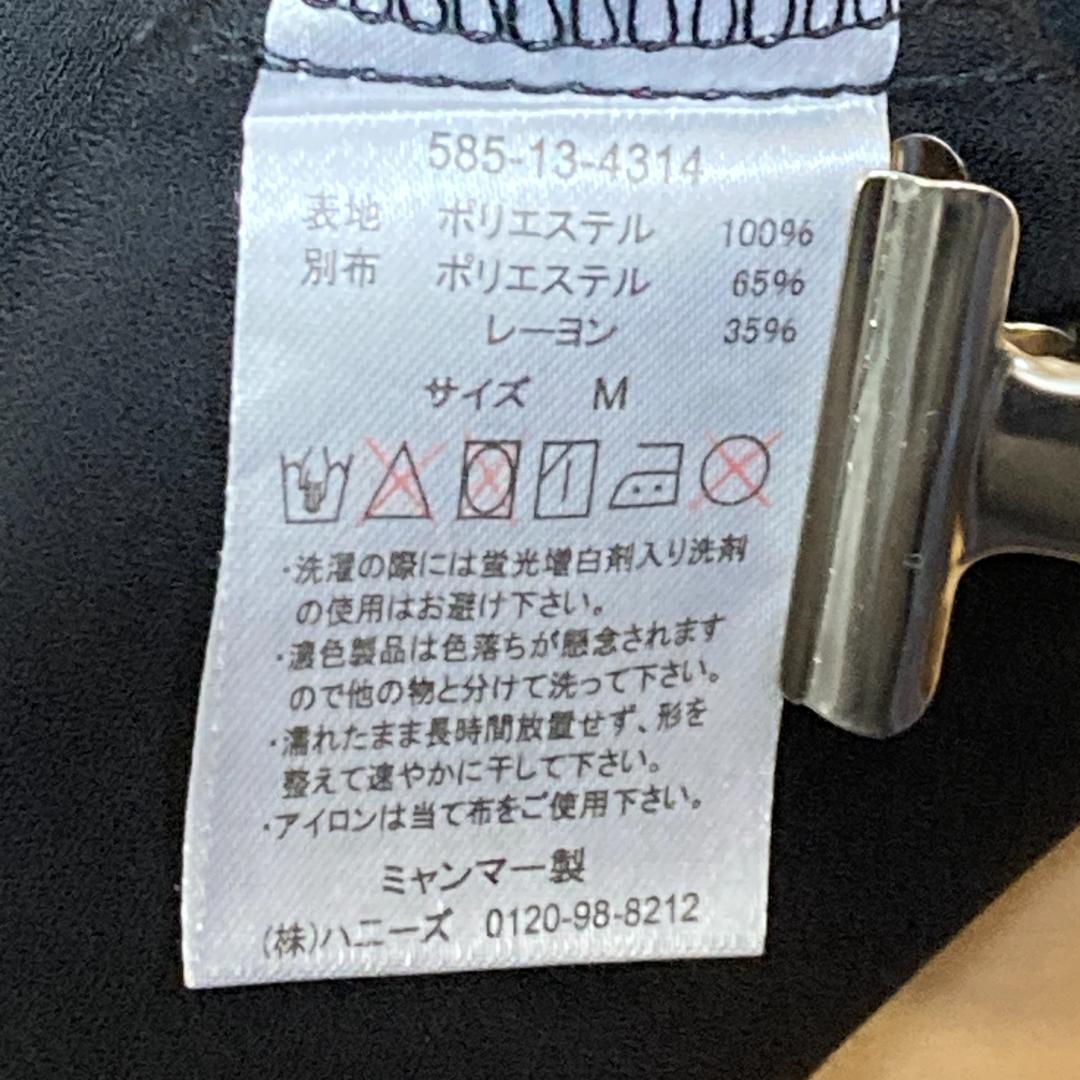 585-13-4314
表地 ポリエステル 100%
別布 ポリエステル 65%
レーヨン 35%
サイズ M
・洗濯の際には蛍光増白剤入り洗剤
の使用はお避け下さい。
・濃色製品は色落ちが懸念されます
ので他の物と分けて洗って下さい。
・濡れたまま長時間放置せず、形を
整えて速やかに干して下さい。
・アイロンは当て布をご使用下さい。
ミャンマー製
(株)ハニーズ 0120-98-8212